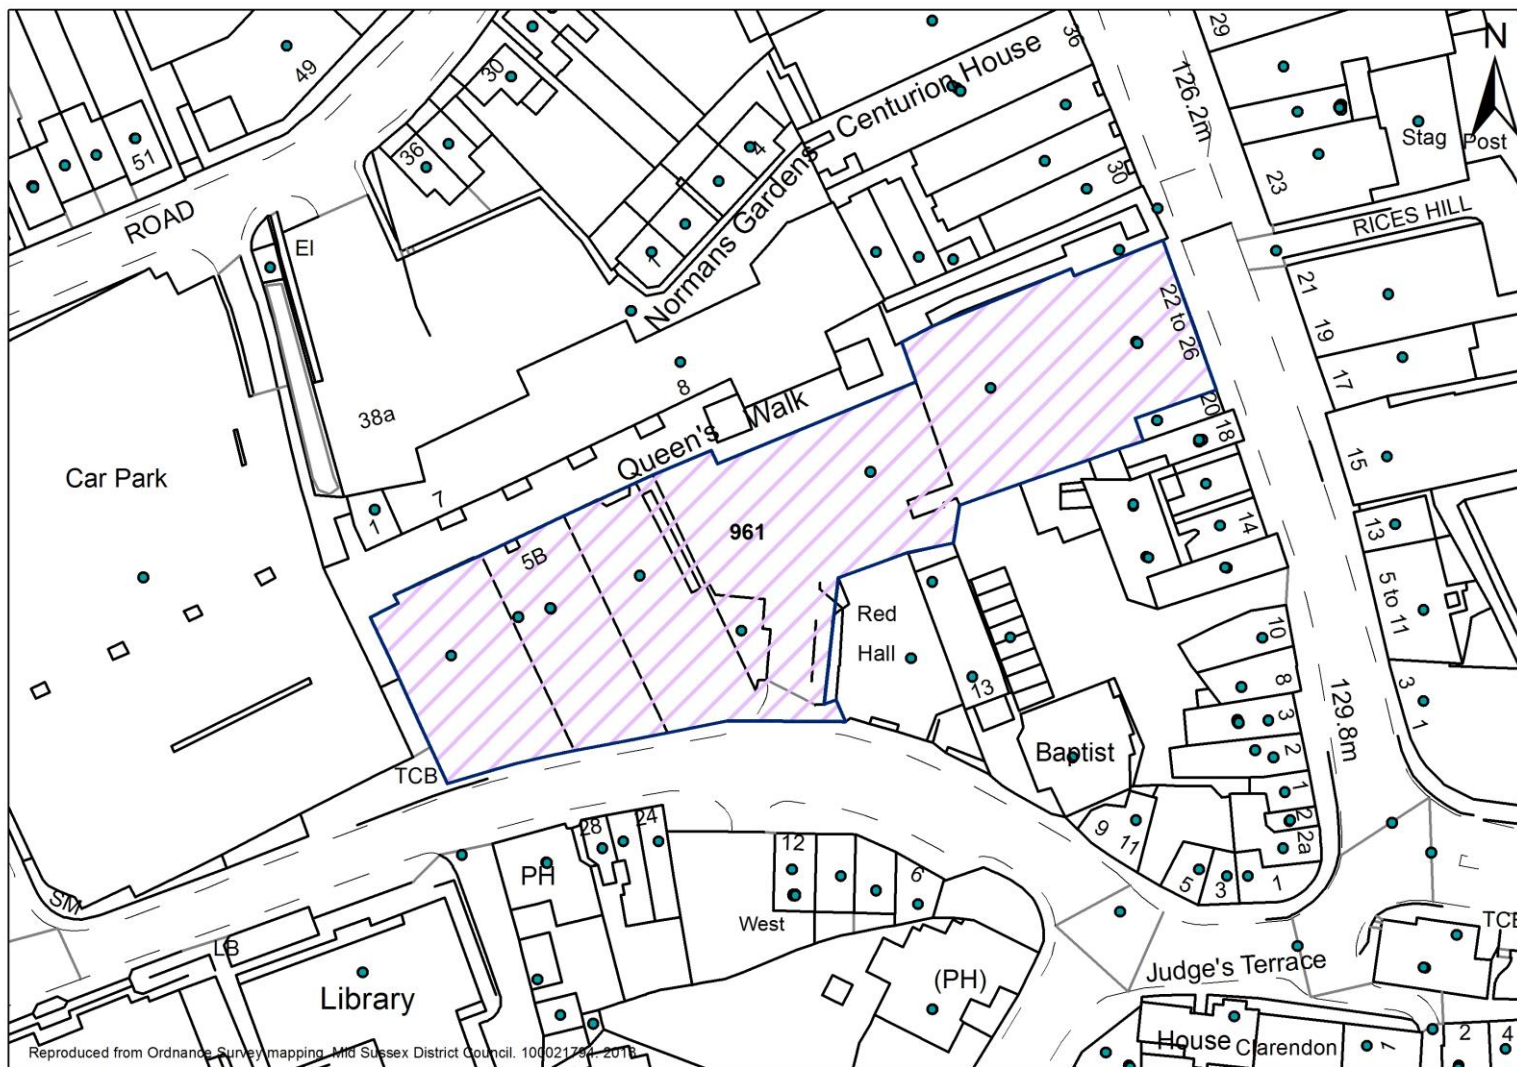 49
30
36
Centurion House
29
N
126.2m
Stag
Post
51
36
4
30
23
ROAD
El
1
Normans Gardens
RICES HILL
22 to 26
21
19
17
38a
8
Queen's Walk
20
18
Car Park
7
1
5B
961
15
14
13
Red
Hall
5 to 11
10
13
8
3
129.8m
3
1
Baptist
2
TCB
1
2
2a
28
24
12
9
11
PH
6
5
3
1
SM
West
TCB
LB
Judge's Terrace
(PH)
Library
House
Clarendon
1
2
4
Reproduced from Ordnance Survey mapping. Mid Sussex District Council. 100021794. 2018